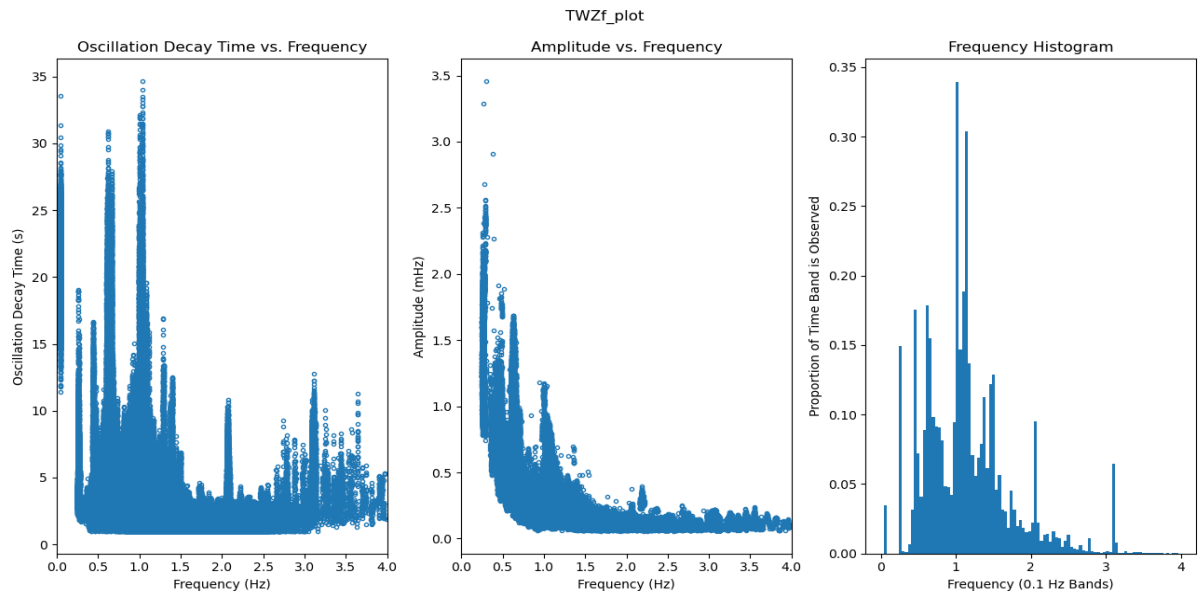 TWZf_plot
Oscillation Decay Time vs. Frequency
Oscillation Decay Time (s)
35
30
25
20
15
10
5
0
0.0 0.5 1.0 1.5 2.0 2.5 3.0 3.5 4.0
Frequency (Hz)
Amplitude vs. Frequency
Amplitude (mHz)
3.5
3.0
2.5
2.0
1.5
1.0
0.5
0.0
0.0 0.5 1.0 1.5 2.0 2.5 3.0 3.5 4.0
Frequency (Hz)
Frequency Histogram
Proportion of Time Band is Observed
0.35
0.30
0.25
0.20
0.15
0.10
0.05
0.00
0 1 2 3 4
Frequency (0.1 Hz Bands)